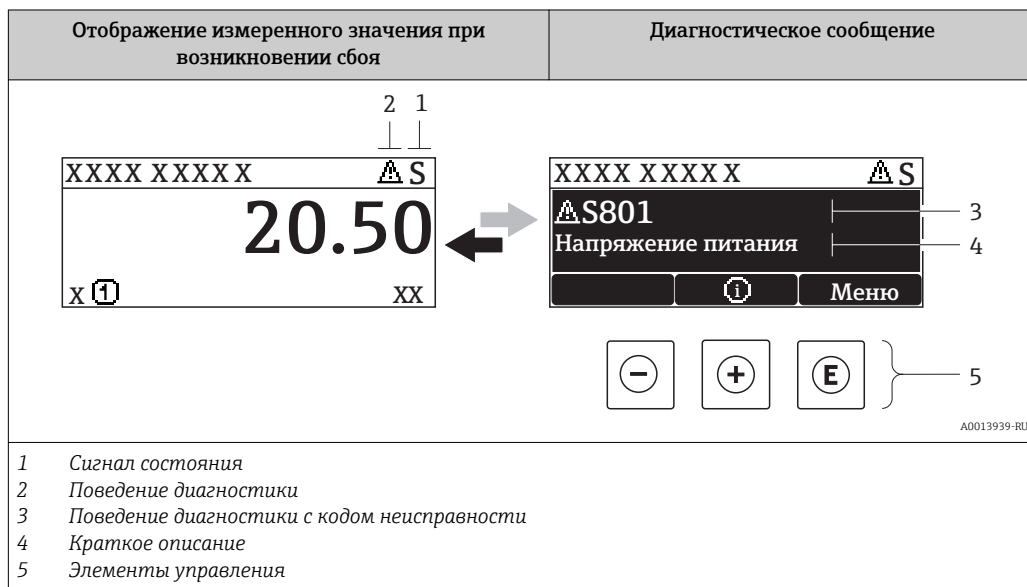 Отображение измеренного значения при
возникновении сбоя
Диагностическое сообщение
2 1
XXXX XXXXX ⚠ S
20.50
X ① XX
XXXX XXXXX ⚠ S
⚠S801
3
Напряжение питания
4
ⓘ Меню
− + E
5
A0013939-RU
1 Сигнал состояния
2 Поведение диагностики
3 Поведение диагностики с кодом неисправности
4 Краткое описание
5 Элементы управления